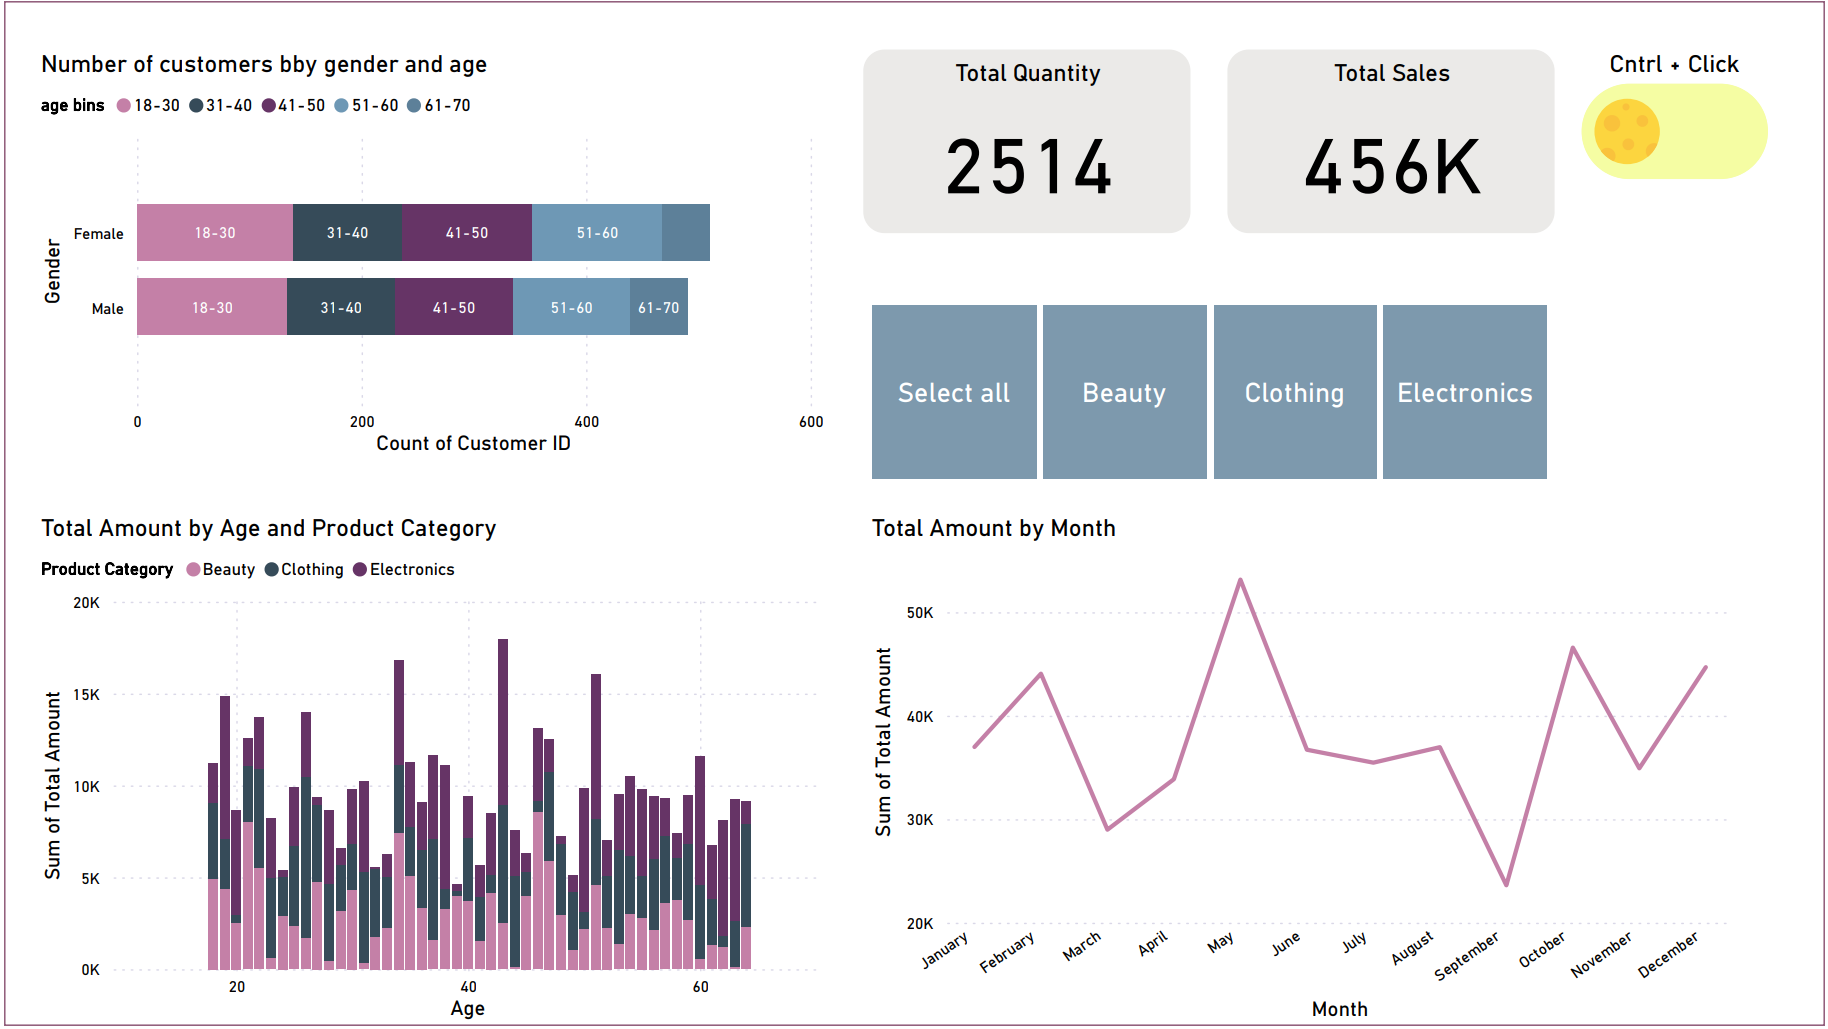 Number of customers bby gender and age
age bins 18-30 31-40 41-50 51-60 61-70
Gender
Female
18-30 31-40 41-50 51-60
Male
18-30 31-40 41-50 51-60 61-70
0 200 400 600
Count of Customer ID
Total Quantity
2514
Total Sales
456K
Cntrl + Click
Select all
Beauty
Clothing
Electronics
Total Amount by Age and Product Category
Product Category Beauty Clothing Electronics
Sum of Total Amount
20K
15K
10K
5K
0K
20 40 60
Age
Total Amount by Month
Sum of Total Amount
50K
40K
30K
20K
January February March April May June July August September October November December
Month